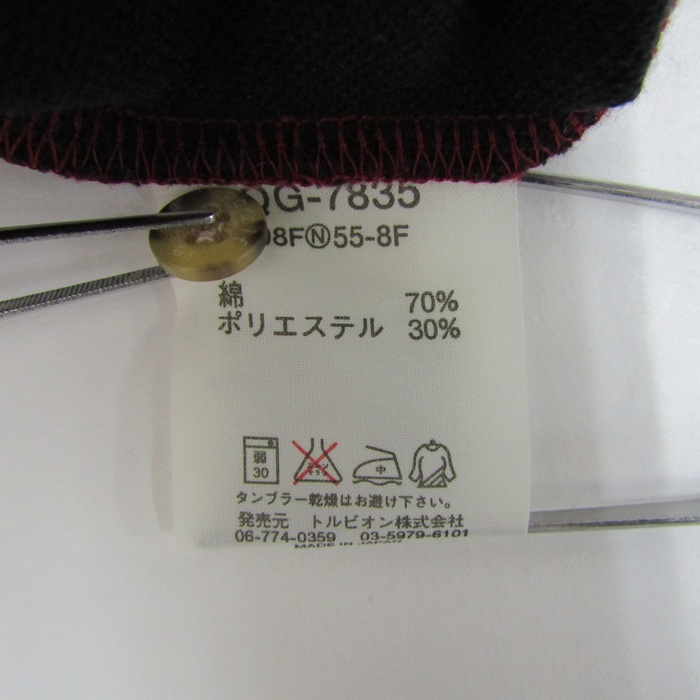 QG-7835
08FⓃ55-8F
綿 70%
ポリエステル 30%
弱
30
中
タンブラー乾燥はお避け下さい。
発売元 トルビオン株式会社
06-774-0359 03-5979-6101
MADE IN JAPAN